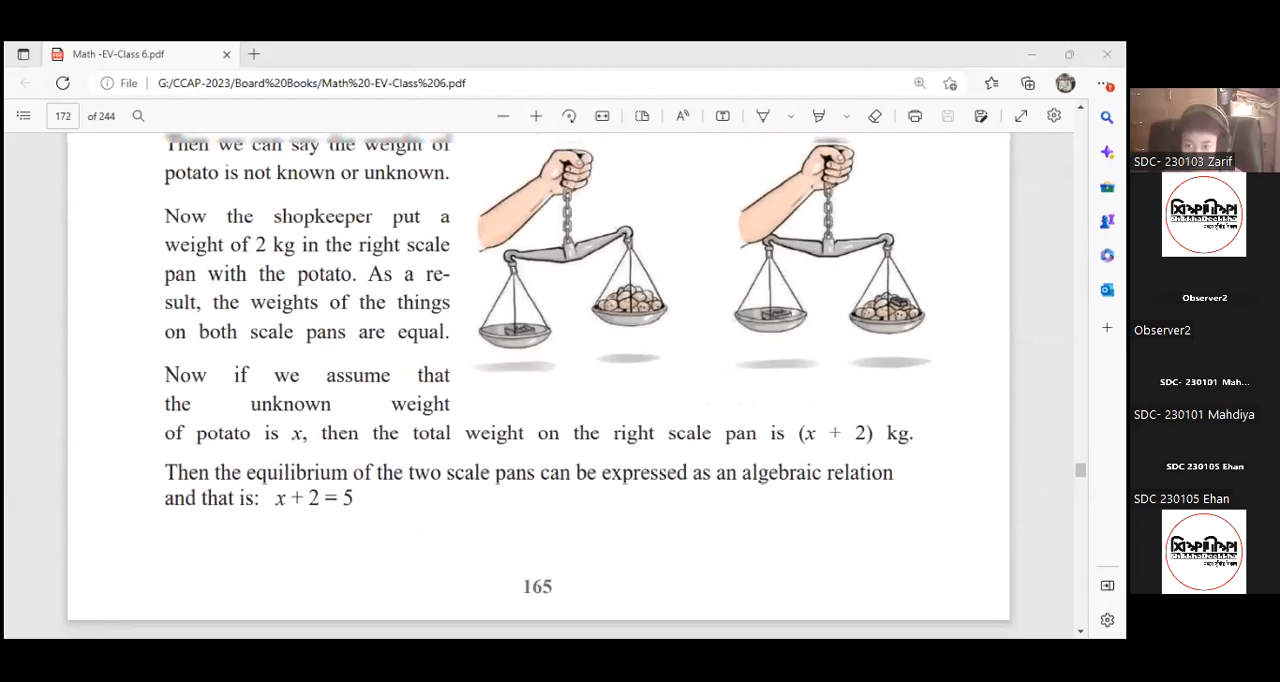 Math -EV-Class 6.pdf
File G:/CCAP-2023/Board%20Books/Math%20-EV-Class%206.pdf
172 of 244
Then we can say the weight of
potato is not known or unknown.
Now the shopkeeper put a
weight of 2 kg in the right scale
pan with the potato. As a re-
sult, the weights of the things
on both scale pans are equal.
Now if we assume that
the unknown weight
of potato is x, then the total weight on the right scale pan is (x + 2) kg.
Then the equilibrium of the two scale pans can be expressed as an algebraic relation
and that is: x + 2 = 5
165
SDC- 230103 Zarif
ShikkhaDeekkha
Observer2
Observer2
SDC- 230101 Mah...
SDC- 230101 Mahdiya
SDC 230105 Ehan
SDC 230105 Ehan
ShikkhaDeekkha